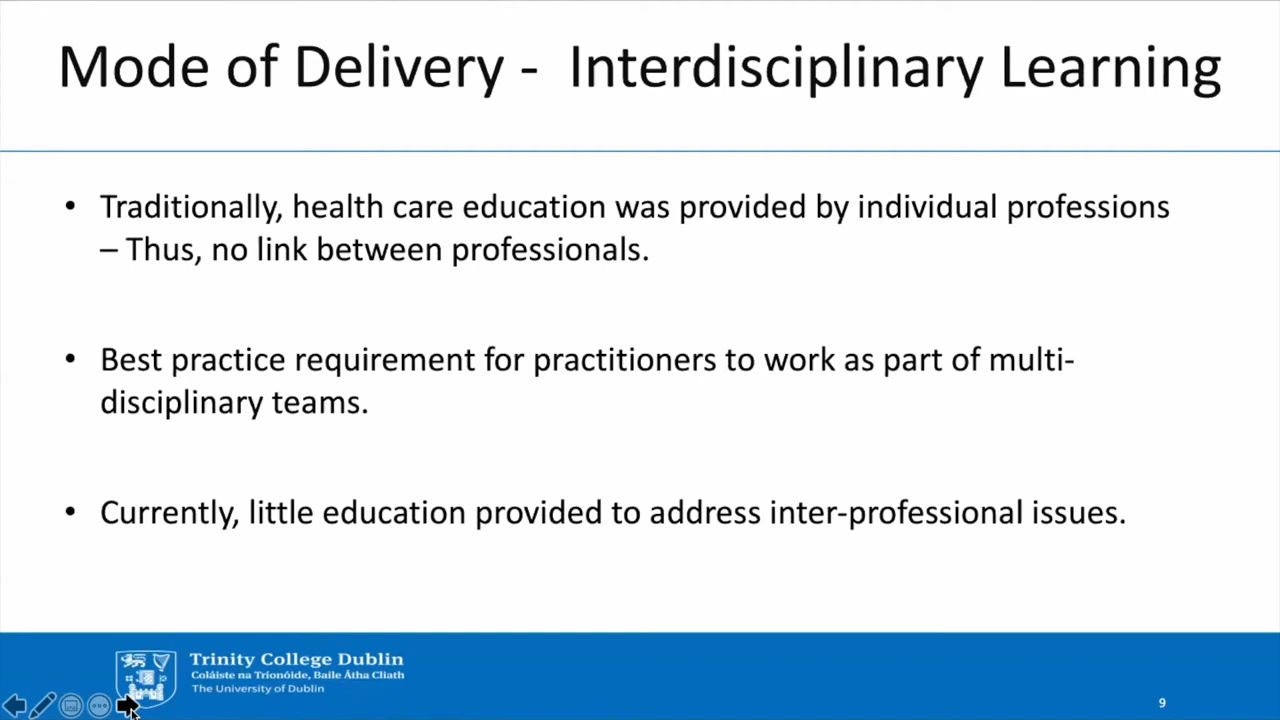 Mode of Delivery - Interdisciplinary Learning
• Traditionally, health care education was provided by individual professions
– Thus, no link between professionals.
• Best practice requirement for practitioners to work as part of multi-
disciplinary teams.
• Currently, little education provided to address inter-professional issues.
Trinity College Dublin
Coláiste na Tríonóide, Baile Átha Cliath
The University of Dublin
9